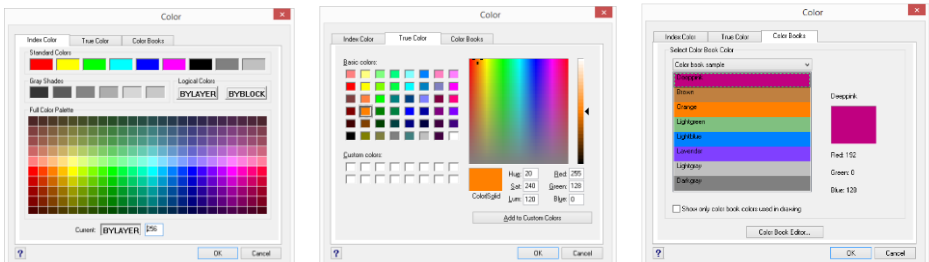 Color
Index Color True Color Color Books
Standard Colors
Gray Shades Logical Colors
BYLAYER BYBLOCK
Full Color Palette
Current: BYLAYER 256
? OK Cancel
Color
Index Color True Color Color Books
Basic colors:
Custom colors:
Hug: 20 Red: 255
Sat: 240 Green: 128
Color|Solid Lum: 120 Blue: 0
Add to Custom Colors
? OK Cancel
Color
Index Color True Color Color Books
Select Color Book Color
Color book sample
Deeppink
Brown
Orange
Lightgreen
Lightblue
Lavender
Lightgray
Darkgray
Deeppink
Red: 192
Green: 0
Blue: 128
Show only color book colors used in drawing
Color Book Editor...
? OK Cancel